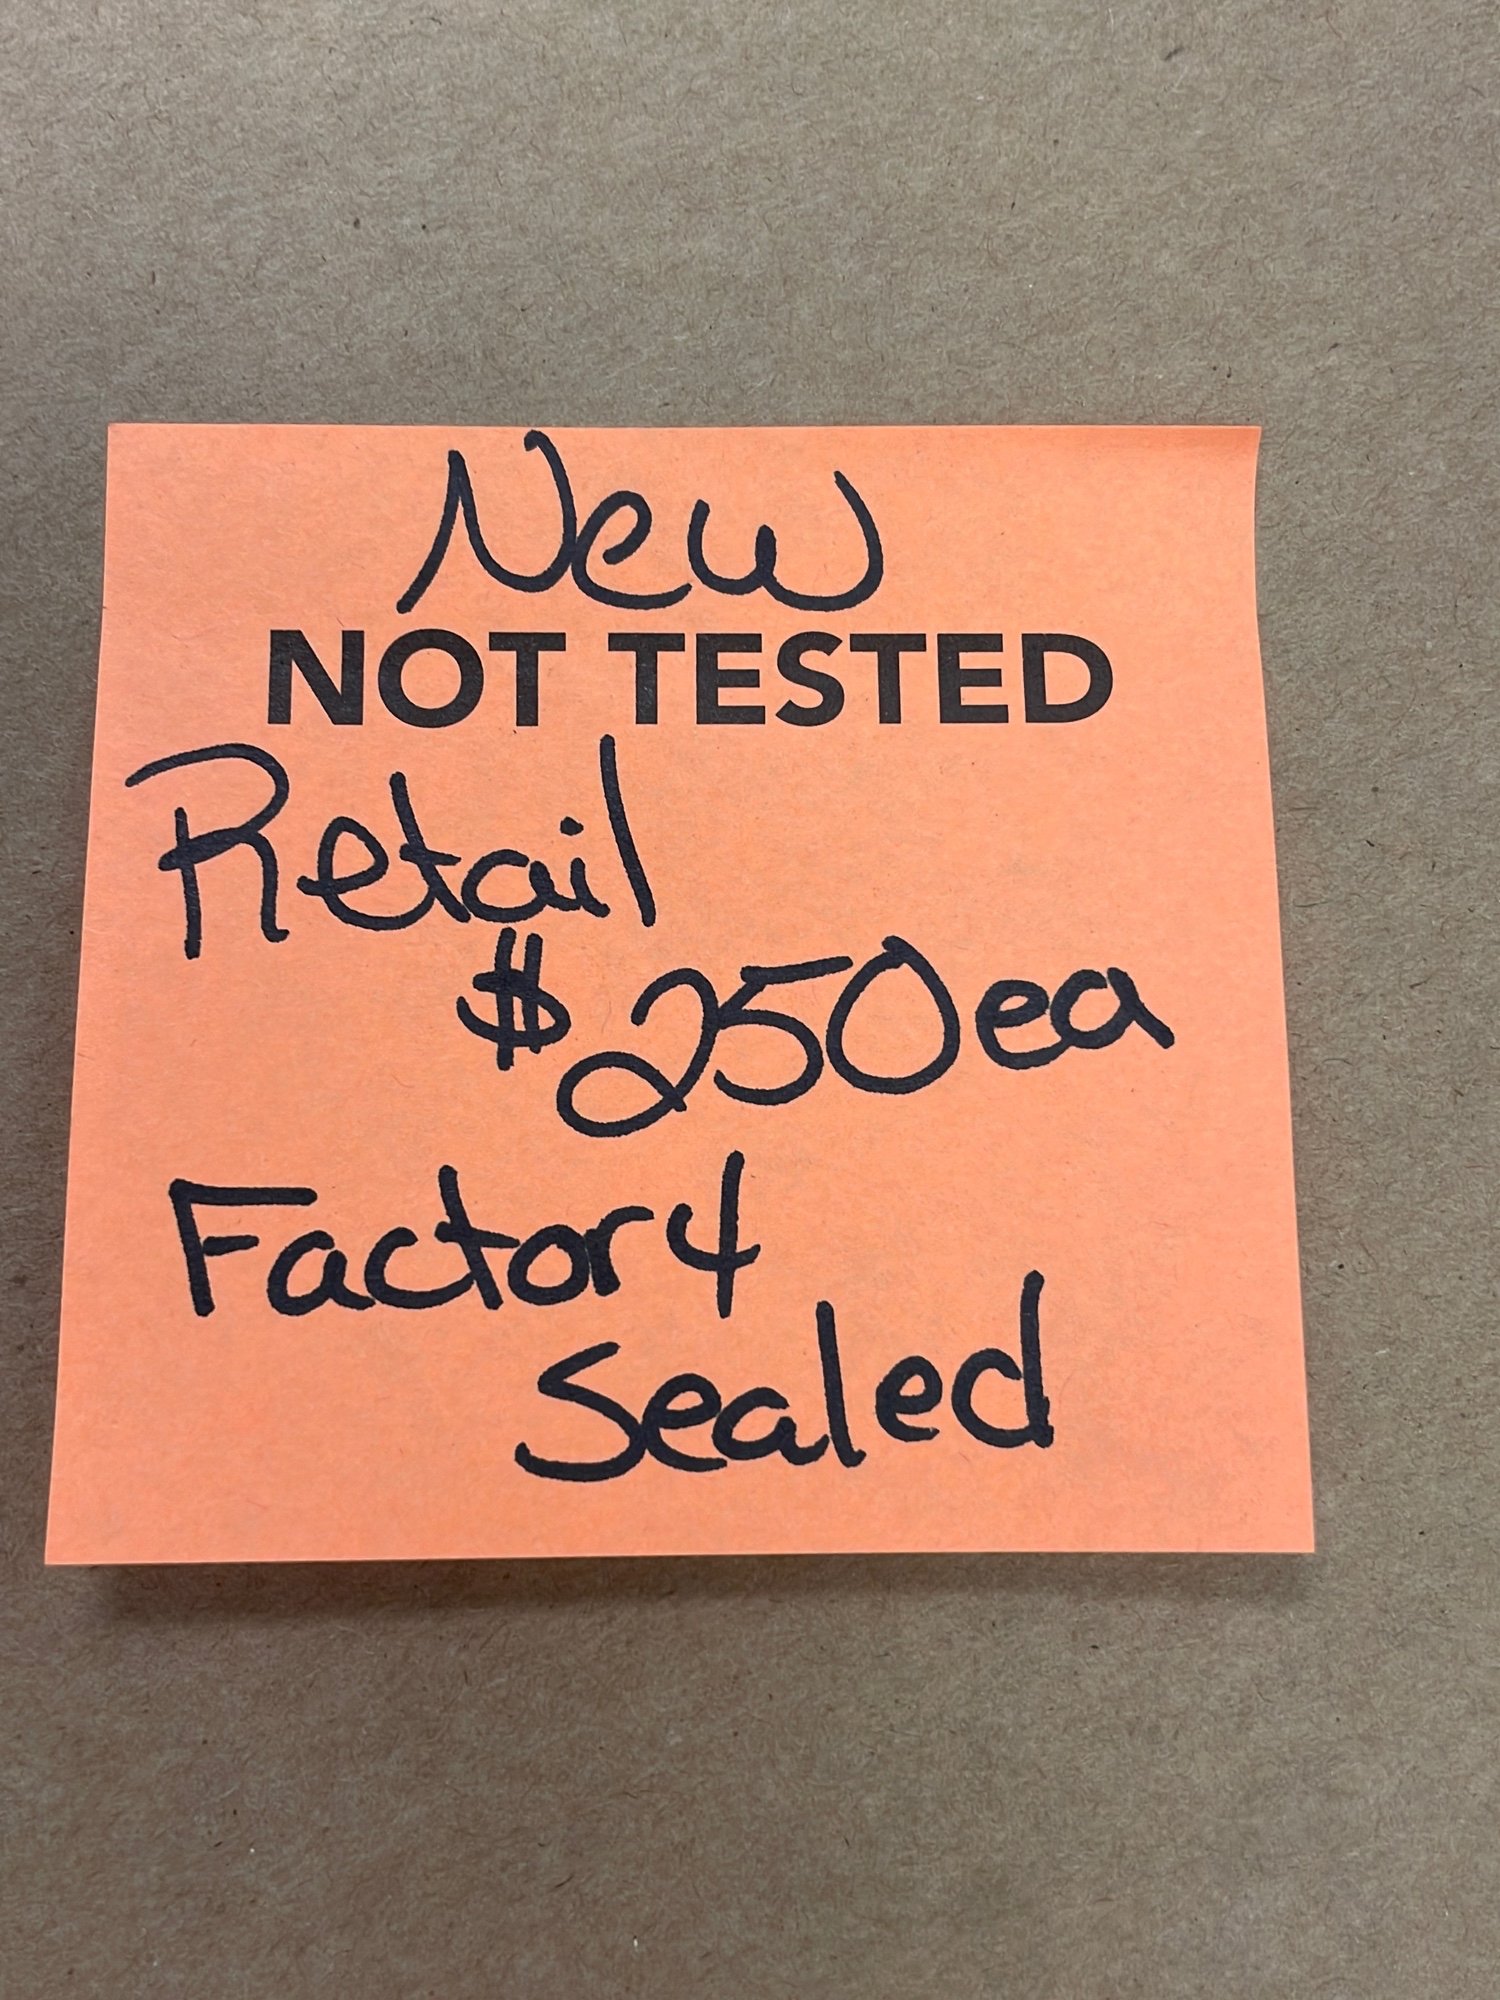 New
NOT TESTED
Retail
$250ea
Factory
Sealed